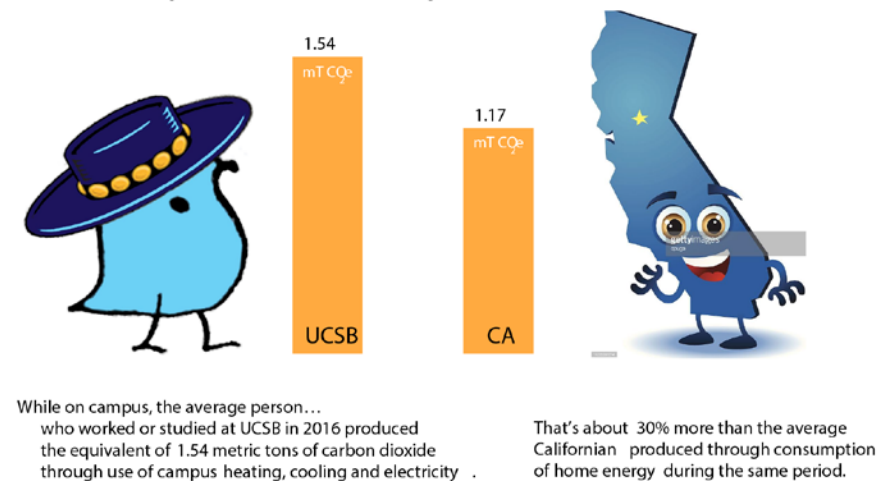 1.54
mT CO2e
1.17
mT CO2e
gettyimages
UCSB
CA
While on campus, the average person…
who worked or studied at UCSB in 2016 produced
the equivalent of 1.54 metric tons of carbon dioxide
through use of campus heating, cooling and electricity .
That's about 30% more than the average
Californian produced through consumption
of home energy during the same period.